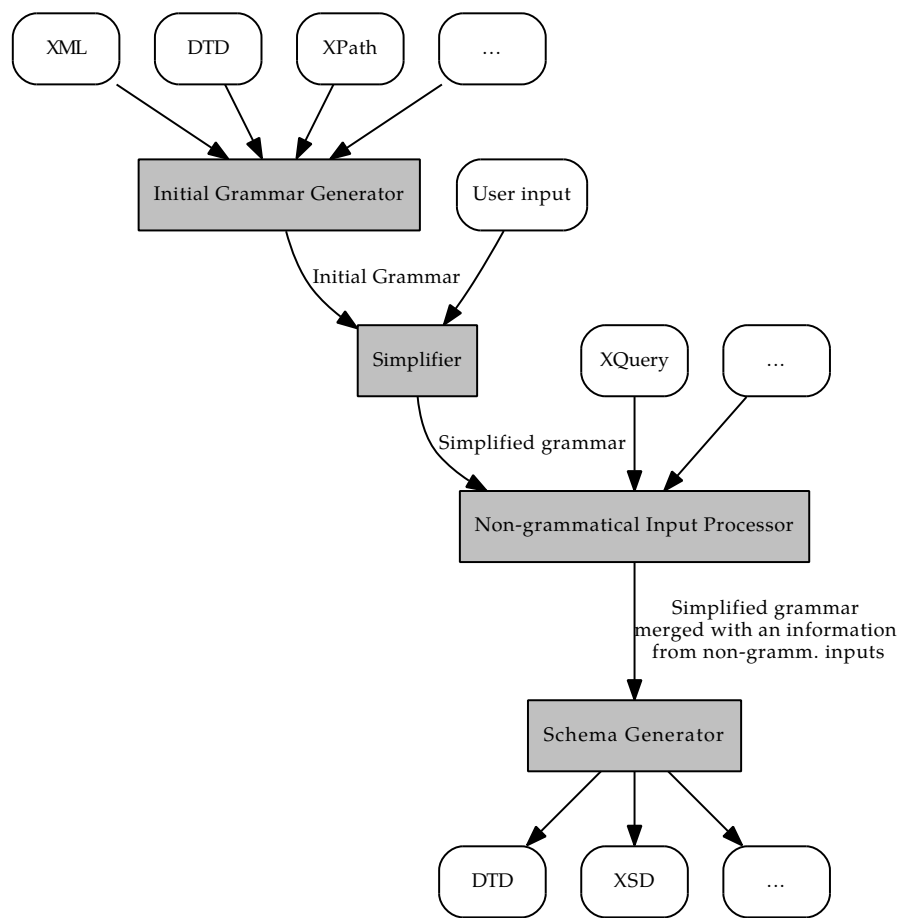 XML
DTD
XPath
...
Initial Grammar Generator
User input
Initial Grammar
Simplifier
XQuery
...
Simplified grammar
Non-grammatical Input Processor
Simplified grammar
merged with an information
from non-gramm. inputs
Schema Generator
DTD
XSD
...